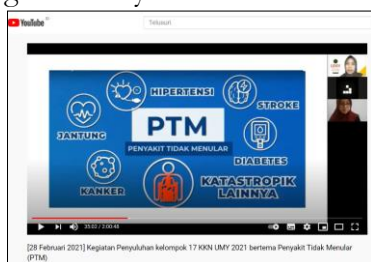 YouTube ID
Telusuri
HIPERTENSI
STROKE
JANTUNG
PTM
PENYAKIT TIDAK MENULAR
DIABETES
KANKER
KATASTROPIK
LAINNYA
35:02 / 2:00:48
[28 Februari 2021] Kegiatan Penyuluhan kelompok 17 KKN UMY 2021 bertema Penyakit Tidak Menular
(PTM)